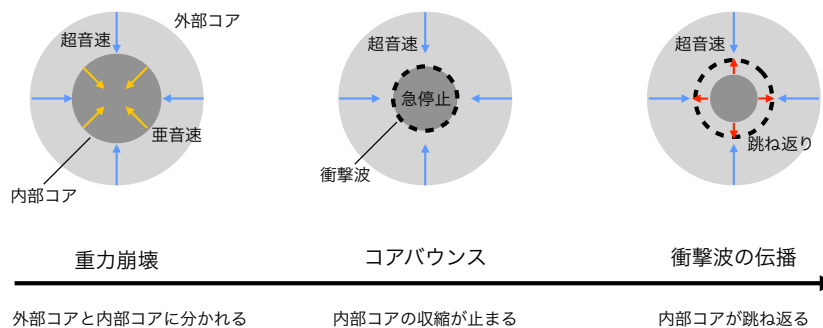 外部コア
超音速
亜音速
内部コア
超音速
急停止
衝撃波
超音速
跳ね返り
重力崩壊
コアバウンス
衝撃波の伝播
外部コアと内部コアに分かれる
内部コアの収縮が止まる
内部コアが跳ね返る